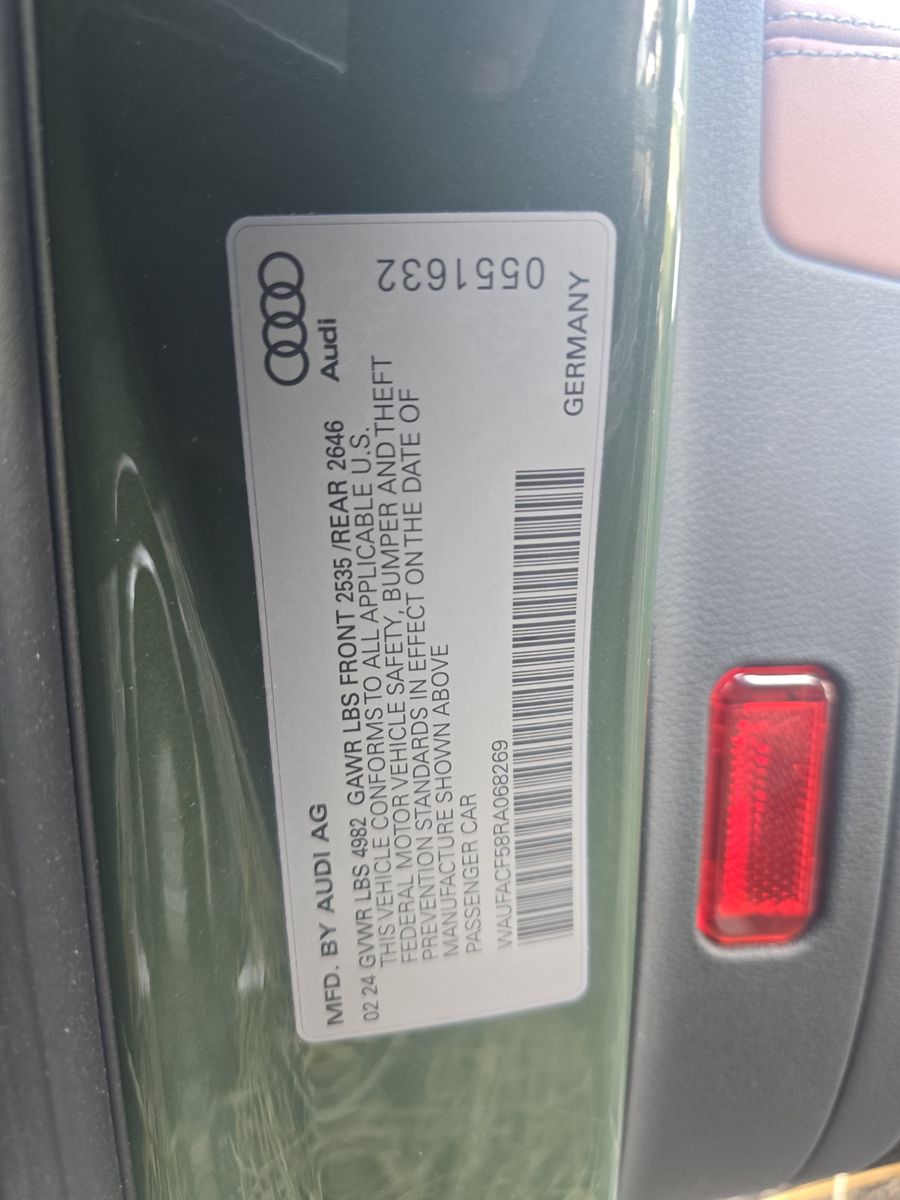 MFD. BY AUDI AG
Audi
02 24 GVWR LBS 4982 GAWR LBS FRONT 2535 /REAR 2646
THIS VEHICLE CONFORMS TO ALL APPLICABLE U.S.
FEDERAL MOTOR VEHICLE SAFETY, BUMPER AND THEFT
PREVENTION STANDARDS IN EFFECT ON THE DATE OF
MANUFACTURE SHOWN ABOVE
PASSENGER CAR
WAUFACF58RA068269
0551632
GERMANY